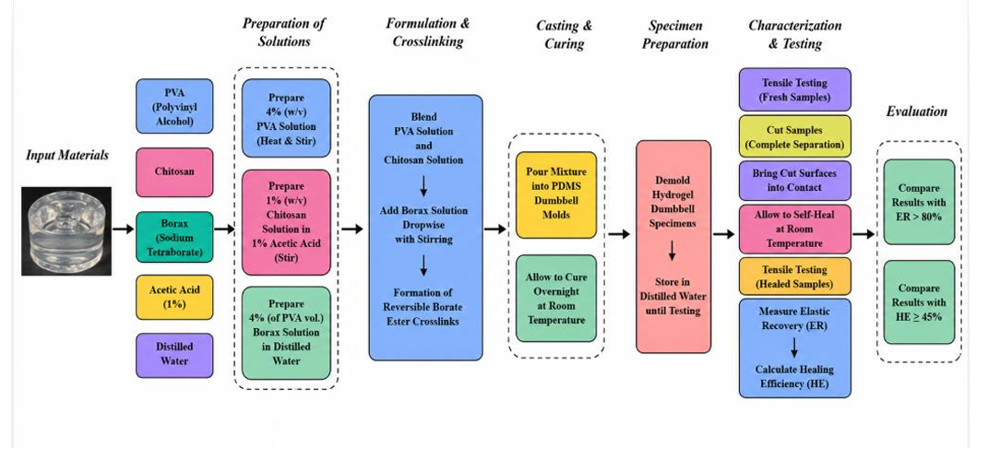 Input Materials
PVA
(Polyvinyl
Alcohol)
Chitosan
Borax
(Sodium
Tetraborate)
Acetic Acid
(1%)
Distilled
Water
Preparation of
Solutions
Prepare
4% (w/v)
PVA Solution
(Heat & Stir)
Prepare
1% (w/v)
Chitosan
Solution in
1% Acetic Acid
(Stir)
Prepare
4% (of PVA vol.)
Borax Solution
in Distilled
Water
Formulation &
Crosslinking
Blend
PVA Solution
and
Chitosan Solution
Add Borax Solution
Dropwise
with Stirring
Formation of
Reversible Borate
Ester Crosslinks
Casting &
Curing
Pour Mixture
into PDMS
Dumbbell
Molds
Allow to Cure
Overnight
at Room
Temperature
Specimen
Preparation
Demold
Hydrogel
Dumbbell
Specimens
Store in
Distilled Water
until Testing
Characterization
& Testing
Tensile Testing
(Fresh Samples)
Cut Samples
(Complete Separation)
Bring Cut Surfaces
into Contact
Allow to Self-Heal
at Room
Temperature
Tensile Testing
(Healed Samples)
Measure Elastic
Recovery (ER)
Calculate Healing
Efficiency (HE)
Evaluation
Compare
Results with
ER > 80%
Compare
Results with
HE ≥ 45%